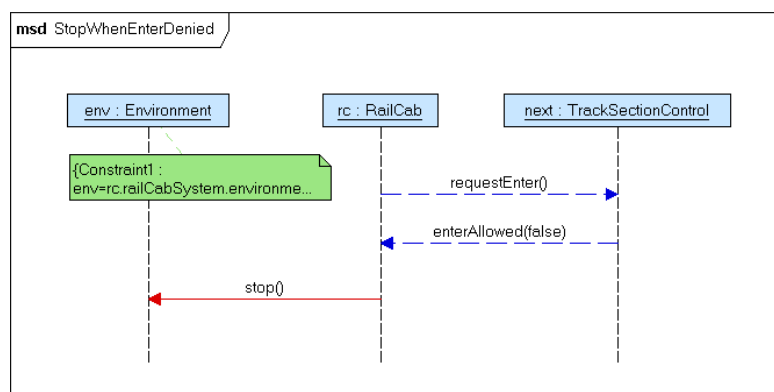 msd StopWhenEnterDenied
env : Environment
rc : RailCab
next : TrackSectionControl
{Constraint1 :
env=rc.railCabSystem.environme...
requestEnter()
enterAllowed(false)
stop()